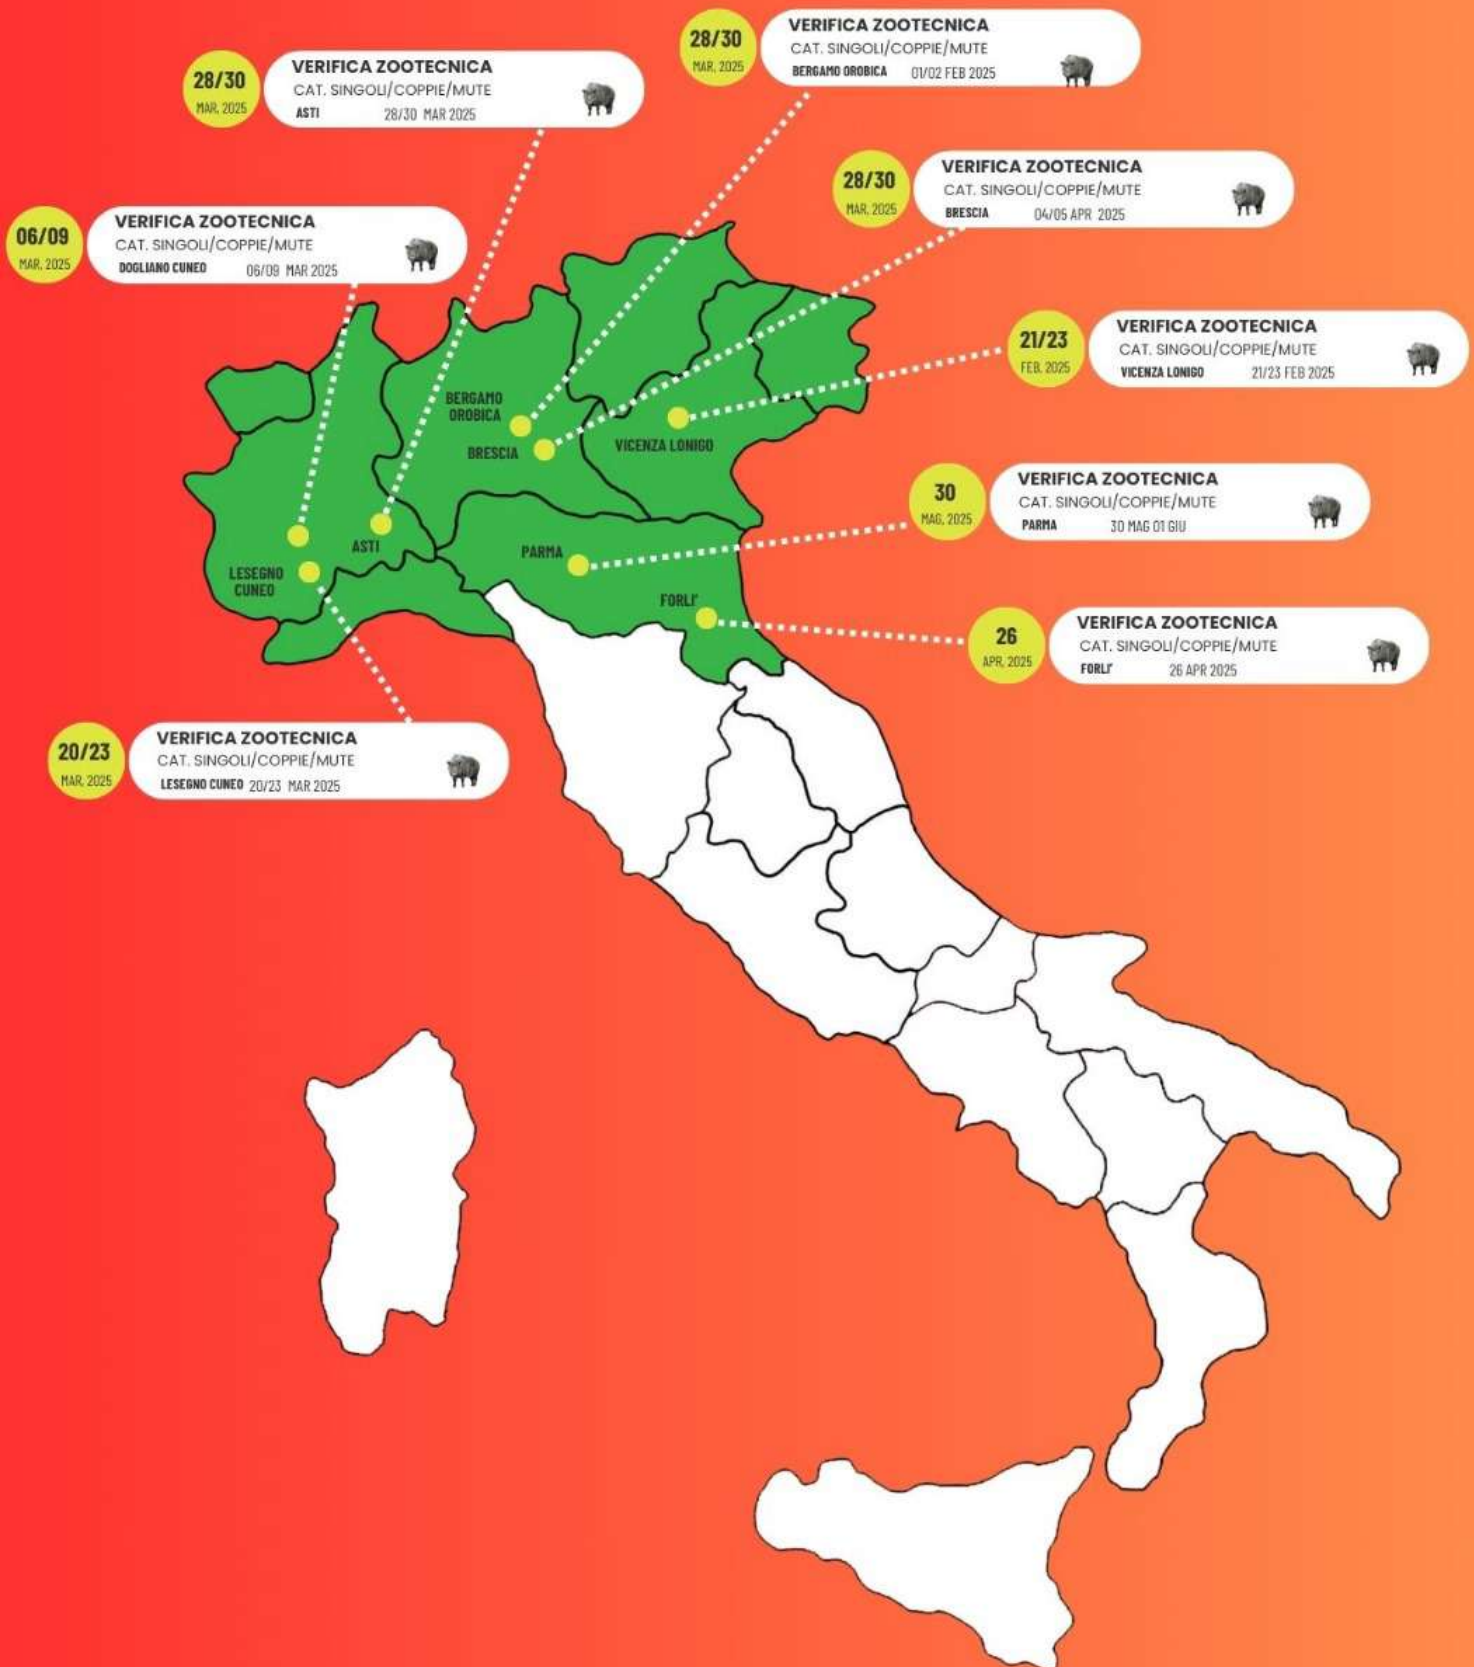 28/30
MAR, 2025
VERIFICA ZOOTECNICA
CAT. SINGOLI/COPPIE/MUTE
BERGAMO OROBICA 01/02 FEB 2025
28/30
MAR, 2025
VERIFICA ZOOTECNICA
CAT. SINGOLI/COPPIE/MUTE
ASTI 28/30 MAR 2025
28/30
MAR, 2025
VERIFICA ZOOTECNICA
CAT. SINGOLI/COPPIE/MUTE
BRESCIA 04/05 APR 2025
06/09
MAR, 2025
VERIFICA ZOOTECNICA
CAT. SINGOLI/COPPIE/MUTE
DOGLIANO CUNEO 06/09 MAR 2025
21/23
FEB, 2025
VERIFICA ZOOTECNICA
CAT. SINGOLI/COPPIE/MUTE
VICENZA LONIGO 21/23 FEB 2025
BERGAMO
OROBICA
BRESCIA
VICENZA LONIGO
30
MAG, 2025
VERIFICA ZOOTECNICA
CAT. SINGOLI/COPPIE/MUTE
PARMA 30 MAG 01 GIU
ASTI
PARMA
LESEGNO
CUNEO
FORLI'
26
APR, 2025
VERIFICA ZOOTECNICA
CAT. SINGOLI/COPPIE/MUTE
FORLI' 26 APR 2025
20/23
MAR, 2025
VERIFICA ZOOTECNICA
CAT. SINGOLI/COPPIE/MUTE
LESEGNO CUNEO 20/23 MAR 2025